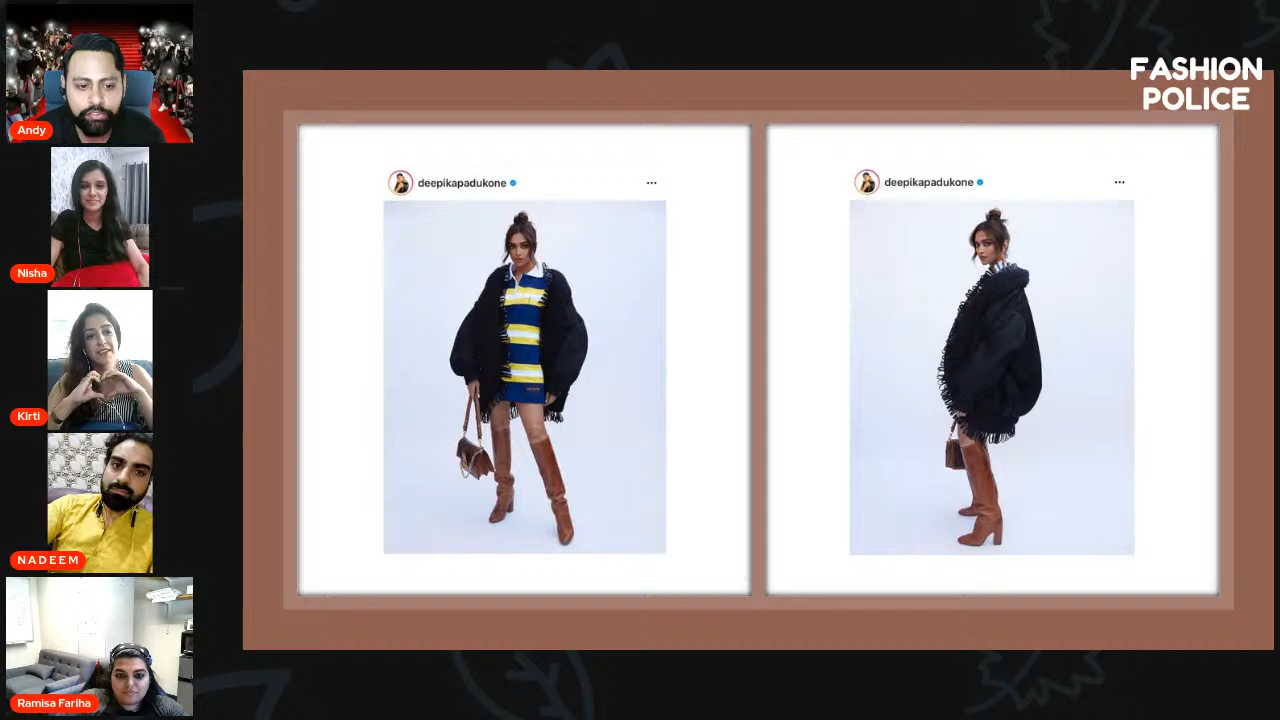 FASHION
POLICE
Andy
Nisha
Kirti
NADEEM
Ramisa Fariha
deepikapadukone
deepikapadukone